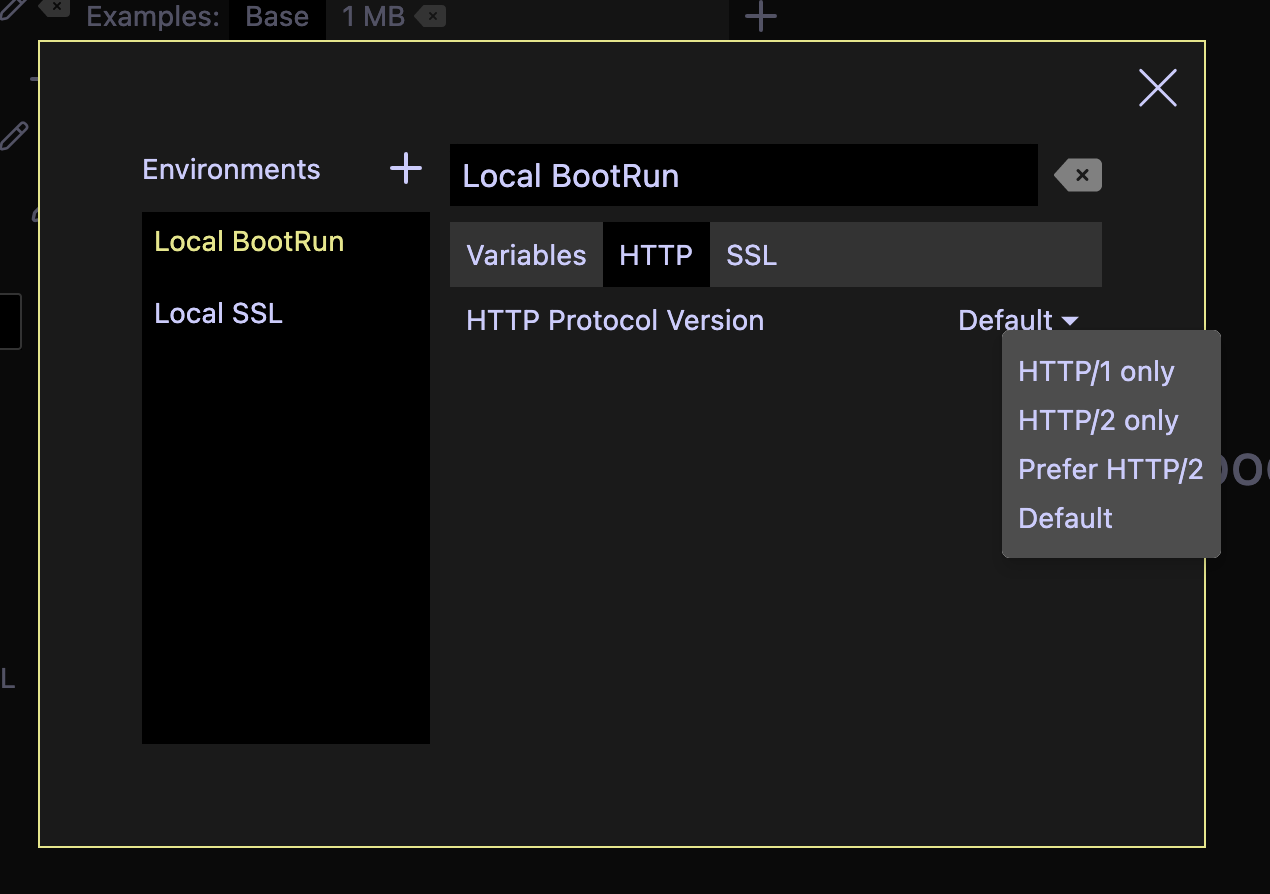 Examples: Base 1 MB
Environments
Local BootRun
Local SSL
Local BootRun
Variables HTTP SSL
HTTP Protocol Version Default
HTTP/1 only
HTTP/2 only
Prefer HTTP/2
Default
L